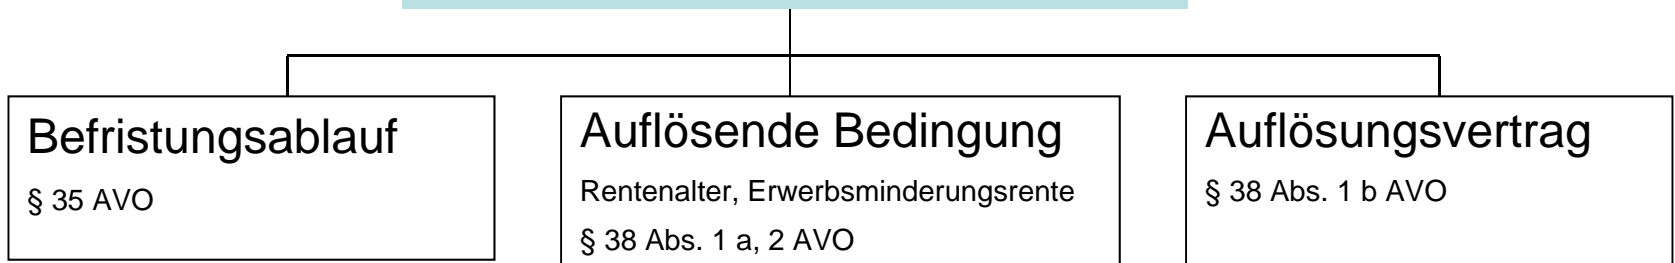 Befristungsablauf
§ 35 AVO
Auflösende Bedingung
Rentenalter, Erwerbsminderungsrente
§ 38 Abs. 1 a, 2 AVO
Auflösungsvertrag
§ 38 Abs. 1 b AVO